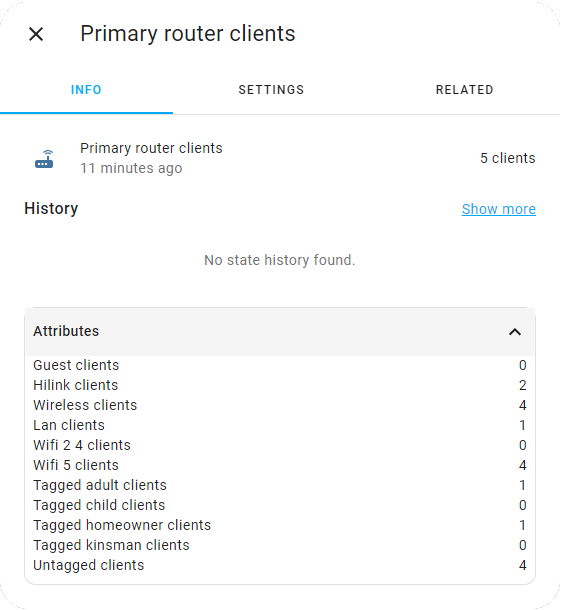 Primary router clients
INFO SETTINGS RELATED
Primary router clients
11 minutes ago
5 clients
History Show more
No state history found.
Attributes
Guest clients 0
Hilink clients 2
Wireless clients 4
Lan clients 1
Wifi 2 4 clients 0
Wifi 5 clients 4
Tagged adult clients 1
Tagged child clients 0
Tagged homeowner clients 1
Tagged kinsman clients 0
Untagged clients 4